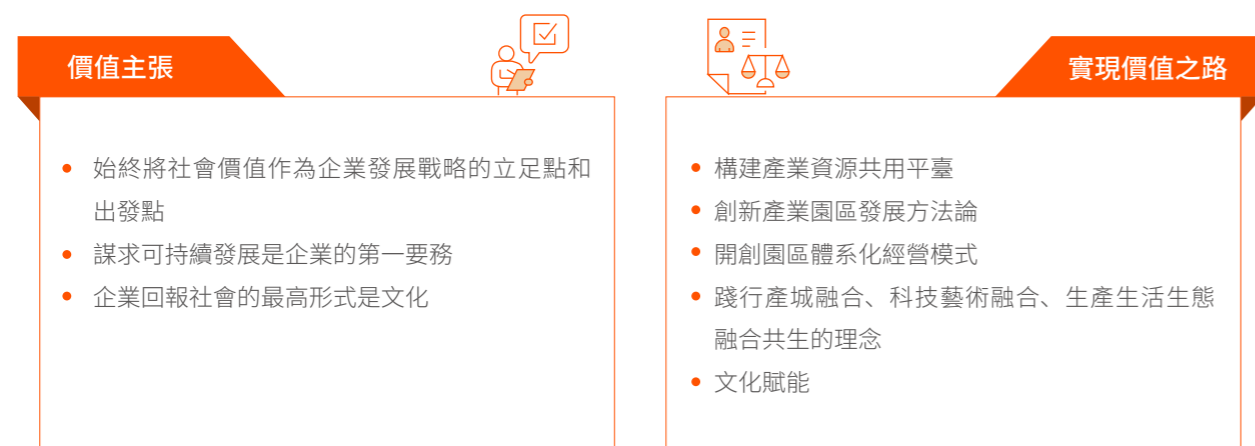 價值主張
始終將社會價值作為企業發展戰略的立足點和
出發點
謀求可持續發展是企業的第一要務
企業回報社會的最高形式是文化
實現價值之路
構建產業資源共用平臺
創新產業園區發展方法論
開創園區體系化經營模式
踐行產城融合、科技藝術融合、生產生活生態
融合共生的理念
文化賦能